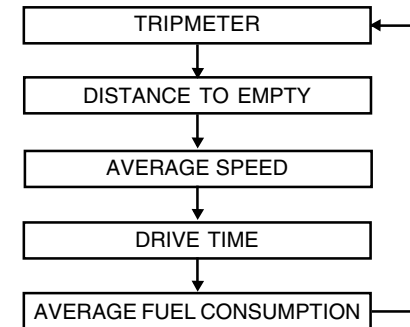 TRIPMETER
DISTANCE TO EMPTY
AVERAGE SPEED
DRIVE TIME
AVERAGE FUEL CONSUMPTION